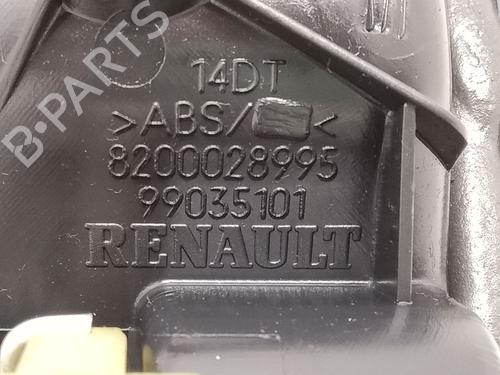 B-PARTS
14DT
>ABS/<
8200028995
99035101
RENAULT